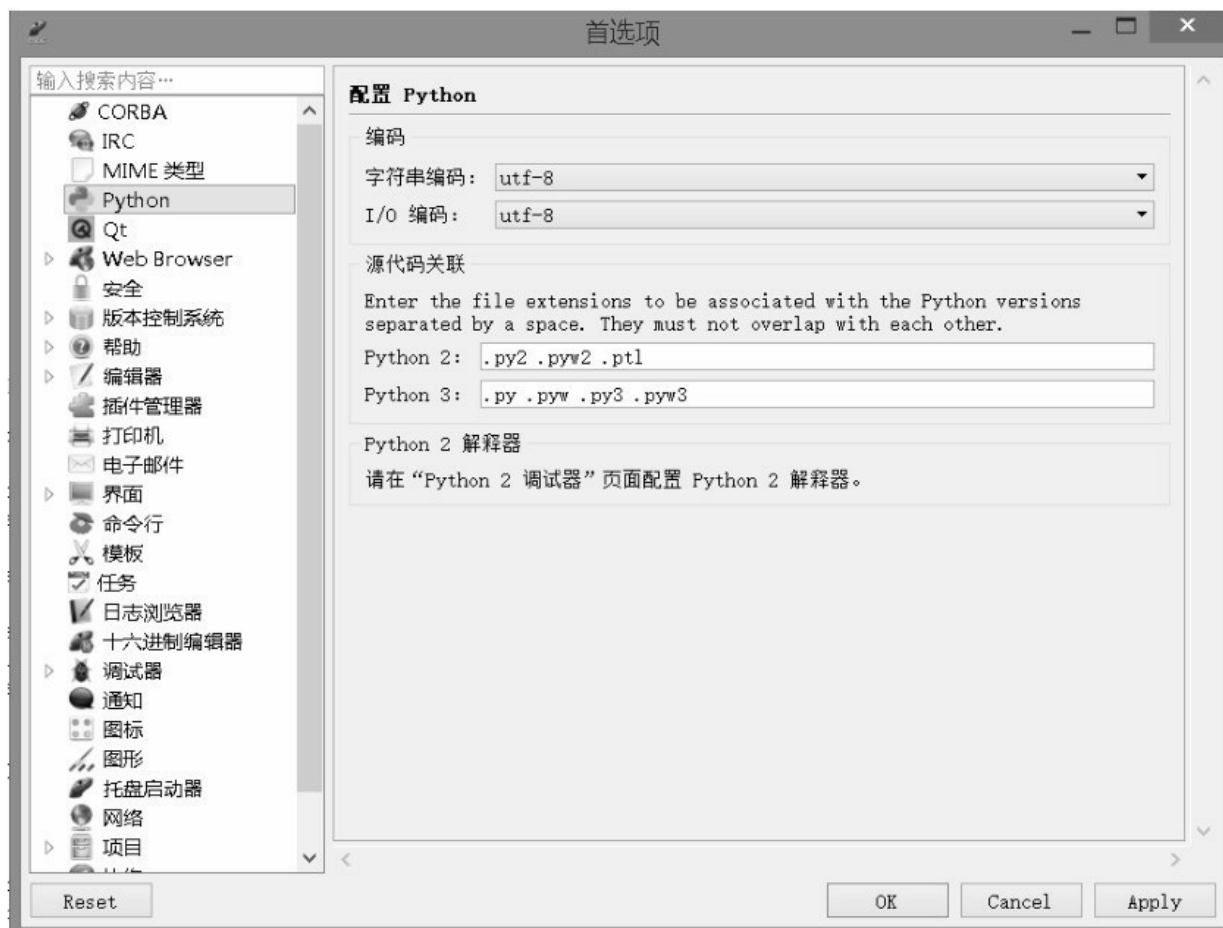 首选项
输入搜索内容…
CORBA
IRC
MIME 类型
Python
Qt
Web Browser
安全
版本控制系统
帮助
编辑器
插件管理器
打印机
电子邮件
界面
命令行
模板
任务
日志浏览器
十六进制编辑器
调试器
通知
图标
图形
托盘启动器
网络
项目
配置 Python
编码
字符串编码： utf-8
I/O 编码： utf-8
源代码关联
Enter the file extensions to be associated with the Python versions
separated by a space. They must not overlap with each other.
Python 2: .py2 .pyw2 .ptl
Python 3: .py .pyw .py3 .pyw3
Python 2 解释器
请在“Python 2 调试器”页面配置 Python 2 解释器。
Reset
OK
Cancel
Apply